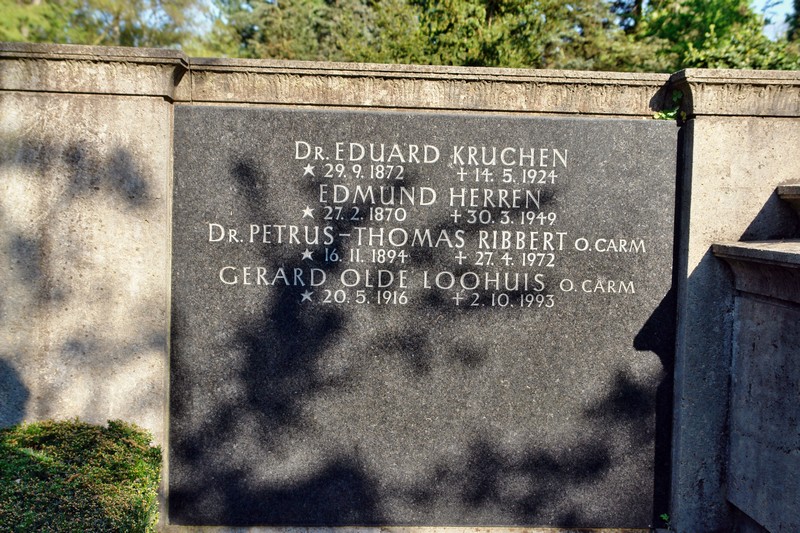 DR. EDUARD KRUCHEN
★ 29. 9. 1872 + 14. 5. 1924
EDMUND HERREN
★ 27. 2. 1870 + 30. 3. 1949
DR. PETRUS-THOMAS RIBBERT O. CARM
★ 16. 11. 1894 + 27. 4. 1972
GERARD OLDE LOOHUIS O. CARM
★ 20. 5. 1916 + 2. 10. 1993